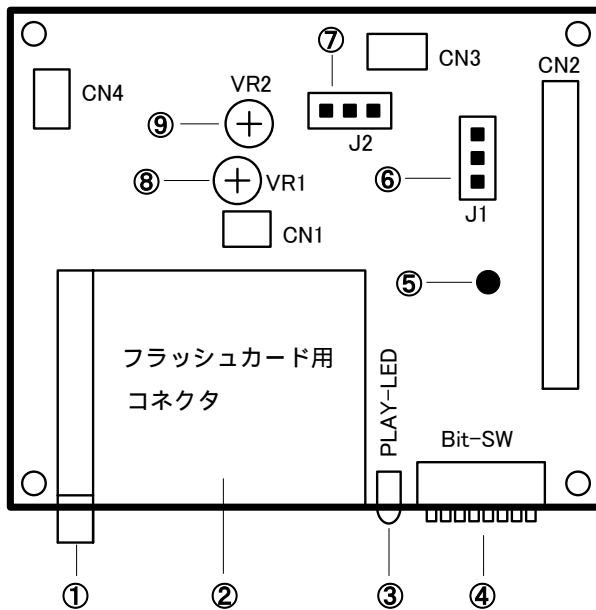 ⑦
CN3
CN2
CN4
VR2
⑨
J2
⑧
VR1
⑥
J1
CN1
⑤
フラッシュカード用
コネクタ
PLAY-LED
Bit-SW
①
②
③
④